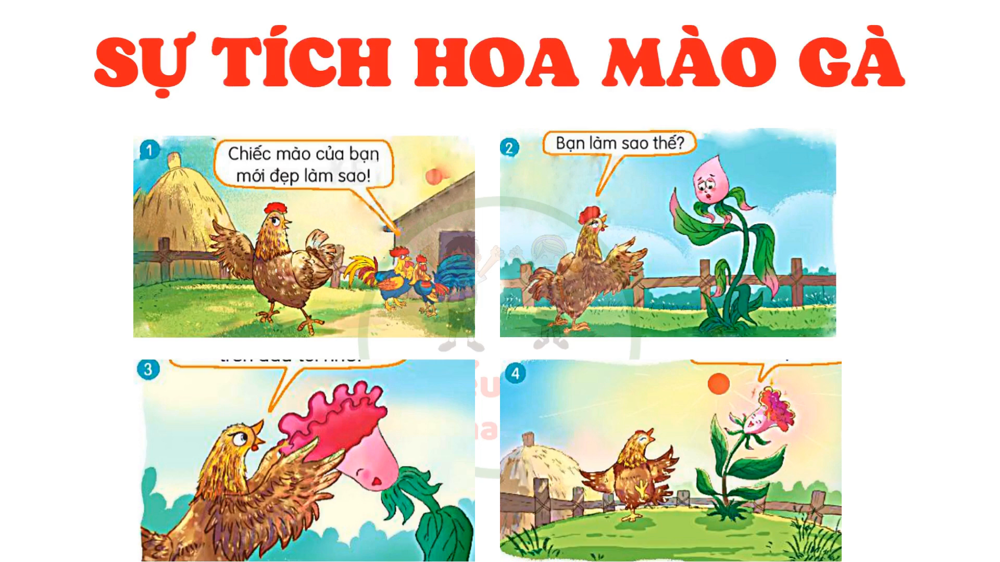 SỰ TÍCH HOA MÀO GÀ
1
Chiếc mào của bạn
mới đẹp làm sao!
2
Bạn làm sao thế?
3
4